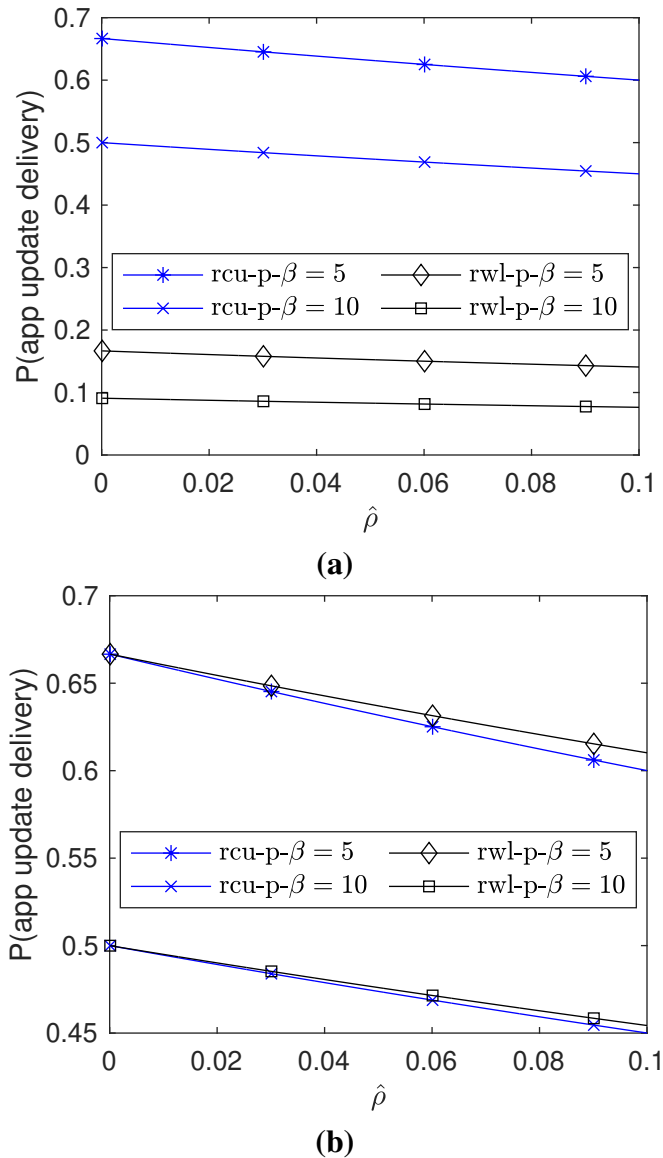 0.7
0.6
0.5
0.4
0.3
0.2
0.1
0
P(app update delivery)
rcu-p-β = 5
rwl-p-β = 5
rcu-p-β = 10
rwl-p-β = 10
0 0.02 0.04 0.06 0.08 0.1
ρ̂
(a)
0.7
0.65
0.6
0.55
0.5
0.45
P(app update delivery)
rcu-p-β = 5
rwl-p-β = 5
rcu-p-β = 10
rwl-p-β = 10
0 0.02 0.04 0.06 0.08 0.1
ρ̂
(b)